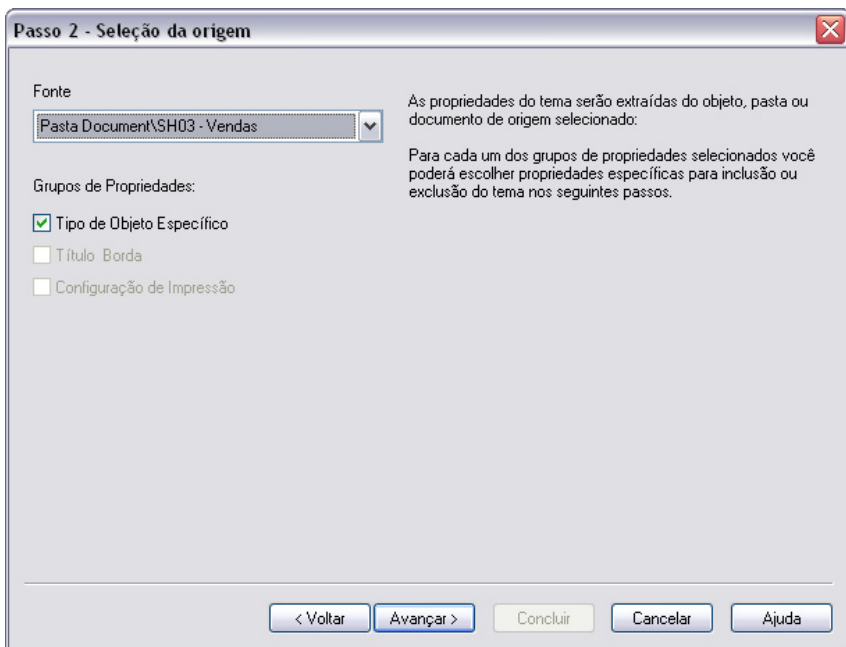 Passo 2 - Seleção da origem
Fonte
Pasta Document\SH03 - Vendas
Grupos de Propriedades:
Tipo de Objeto Específico
Título Borda
Configuração de Impressão
As propriedades do tema serão extraídas do objeto, pasta ou
documento de origem selecionado:
Para cada um dos grupos de propriedades selecionados você
poderá escolher propriedades específicas para inclusão ou
exclusão do tema nos seguintes passos.
< Voltar
Avançar >
Concluir
Cancelar
Ajuda